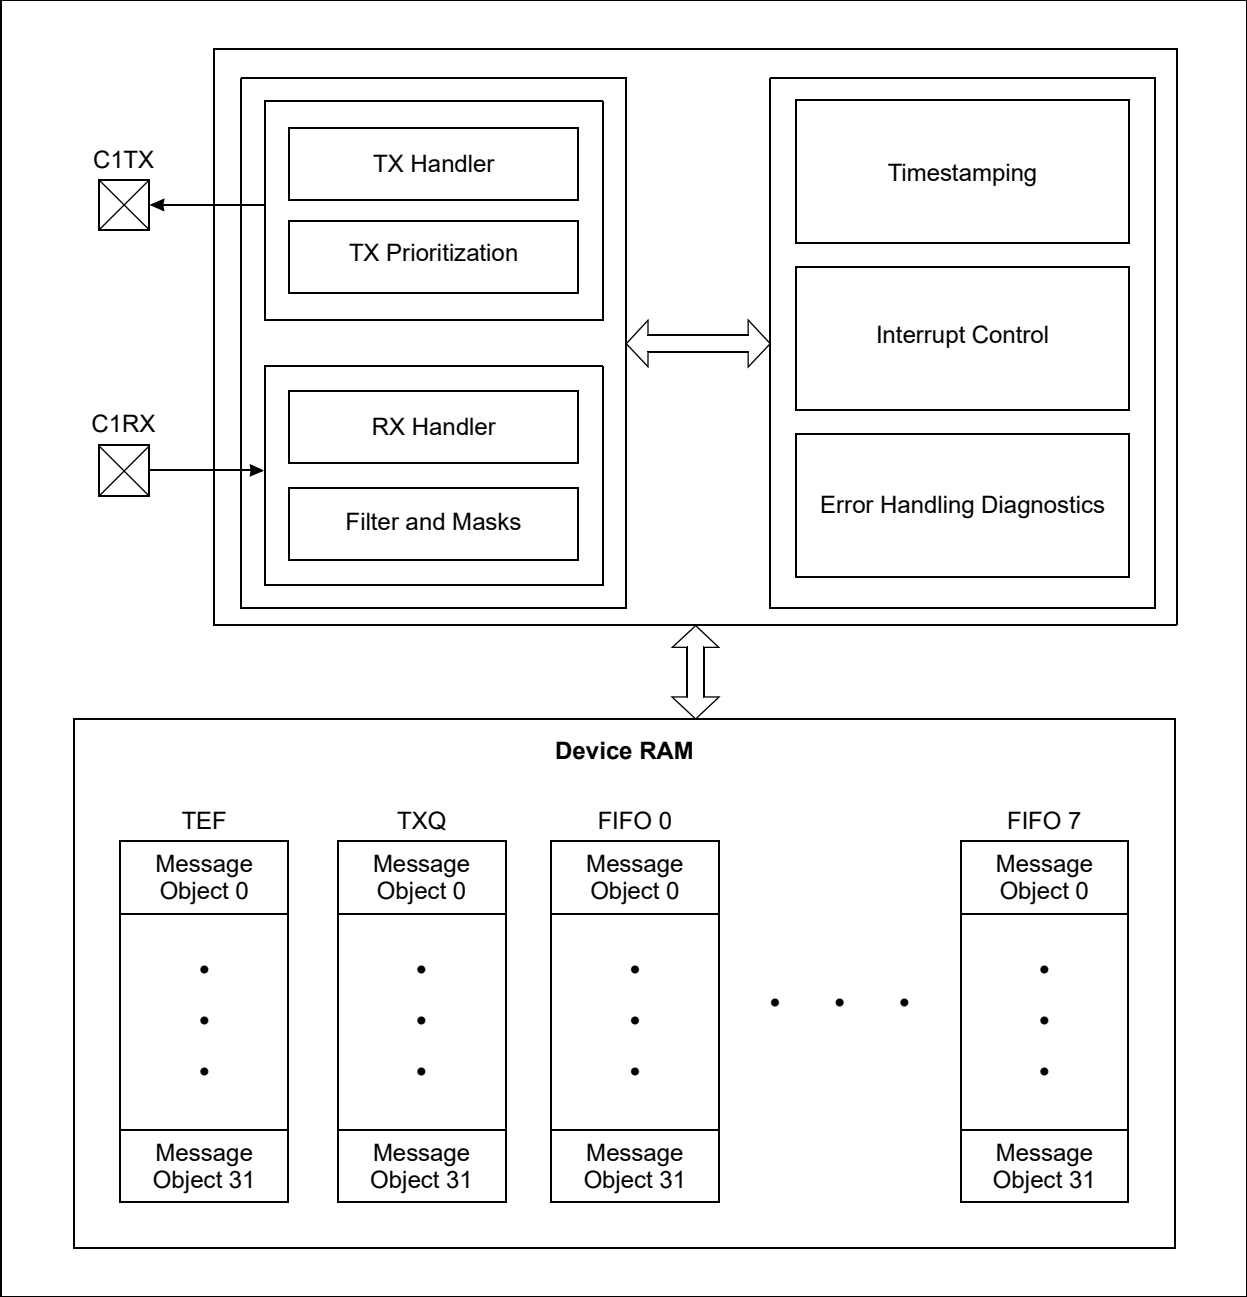 C1TX
TX Handler
TX Prioritization
C1RX
RX Handler
Filter and Masks
Timestamping
Interrupt Control
Error Handling Diagnostics
Device RAM
TEF
Message
Object 0
Message
Object 31
TXQ
Message
Object 0
Message
Object 31
FIFO 0
Message
Object 0
Message
Object 31
FIFO 7
Message
Object 0
Message
Object 31